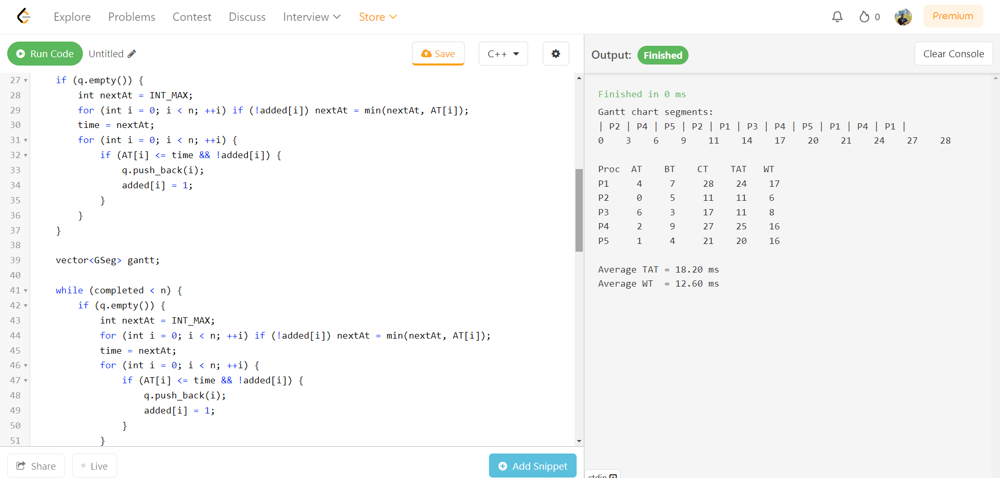 Explore Problems Contest Discuss Interview Store 0 Premium
Run Code Untitled Save C++
27 if (q.empty()) {
28 int nextAt = INT_MAX;
29 for (int i = 0; i < n; ++i) if (!added[i]) nextAt = min(nextAt, AT[i]);
30 time = nextAt;
31 for (int i = 0; i < n; ++i) {
32 if (AT[i] <= time && !added[i]) {
33 q.push_back(i);
34 added[i] = 1;
35 }
36 }
37 }
38
39 vector<GSeg> gantt;
40
41 while (completed < n) {
42 if (q.empty()) {
43 int nextAt = INT_MAX;
44 for (int i = 0; i < n; ++i) if (!added[i]) nextAt = min(nextAt, AT[i]);
45 time = nextAt;
46 for (int i = 0; i < n; ++i) {
47 if (AT[i] <= time && !added[i]) {
48 q.push_back(i);
49 added[i] = 1;
50 }
51 }
Share Live Add Snippet
Output: Finished Clear Console
Finished in 0 ms
Gantt chart segments:
| P2 | P4 | P5 | P2 | P1 | P3 | P4 | P5 | P1 | P4 | P1 |
0 3 6 9 11 14 17 20 21 24 27 28
Proc AT BT CT TAT WT
P1 4 7 28 24 17
P2 0 5 11 11 6
P3 6 3 17 11 8
P4 2 9 27 25 16
P5 1 4 21 20 16
Average TAT = 18.20 ms
Average WT = 12.60 ms
stdin